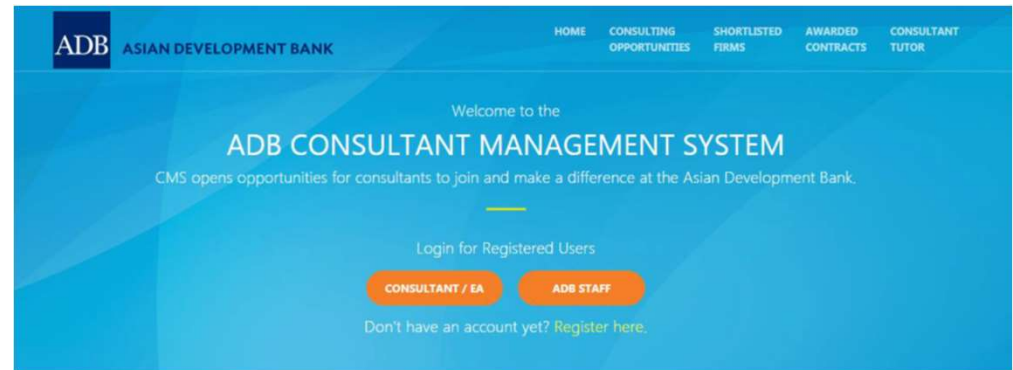 ADB ASIAN DEVELOPMENT BANK
HOME
CONSULTING
OPPORTUNITIES
SHORTLISTED
FIRMS
AWARDED
CONTRACTS
CONSULTANT
TUTOR
Welcome to the
ADB CONSULTANT MANAGEMENT SYSTEM
CMS opens opportunities for consultants to join and make a difference at the Asian Development Bank.
Login for Registered Users
CONSULTANT / EA
ADB STAFF
Don't have an account yet? Register here.